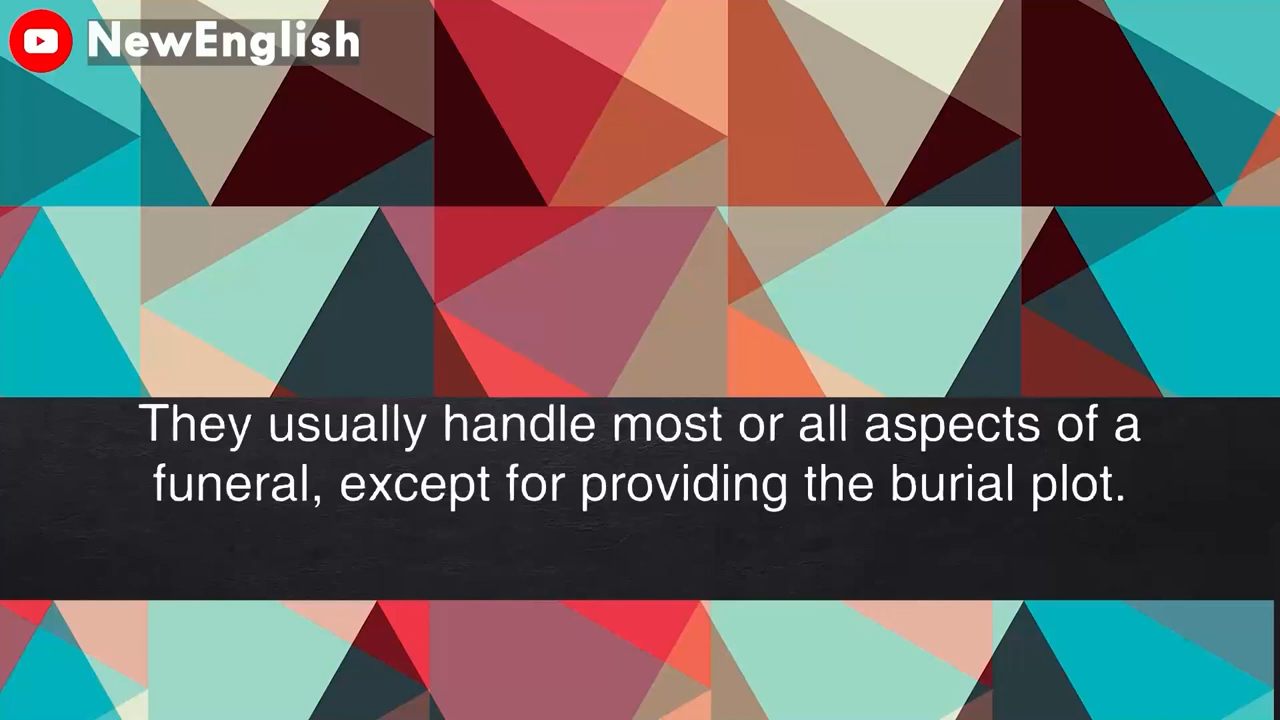 NewEnglish
They usually handle most or all aspects of a
funeral, except for providing the burial plot.